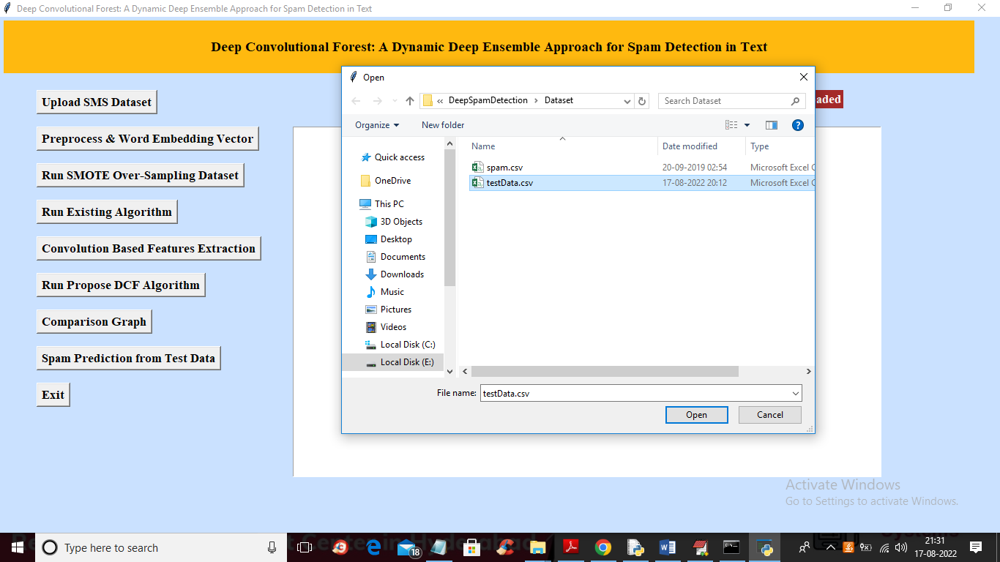 Deep Convolutional Forest: A Dynamic Deep Ensemble Approach for Spam Detection in Text
Deep Convolutional Forest: A Dynamic Deep Ensemble Approach for Spam Detection in Text
Upload SMS Dataset
Preprocess & Word Embedding Vector
Run SMOTE Over-Sampling Dataset
Run Existing Algorithm
Convolution Based Features Extraction
Run Propose DCF Algorithm
Comparison Graph
Spam Prediction from Test Data
Exit
aded
Open
« DeepSpamDetection > Dataset
Search Dataset
Organize
New folder
Quick access
OneDrive
This PC
3D Objects
Desktop
Documents
Downloads
Music
Pictures
Videos
Local Disk (C:)
Local Disk (E:)
Name Date modified Type
spam.csv 20-09-2019 02:54 Microsoft Excel C
testData.csv 17-08-2022 20:12 Microsoft Excel C
File name: testData.csv
Open
Cancel
Activate Windows
Go to Settings to activate Windows.
Type here to search
18
21:31
17-08-2022